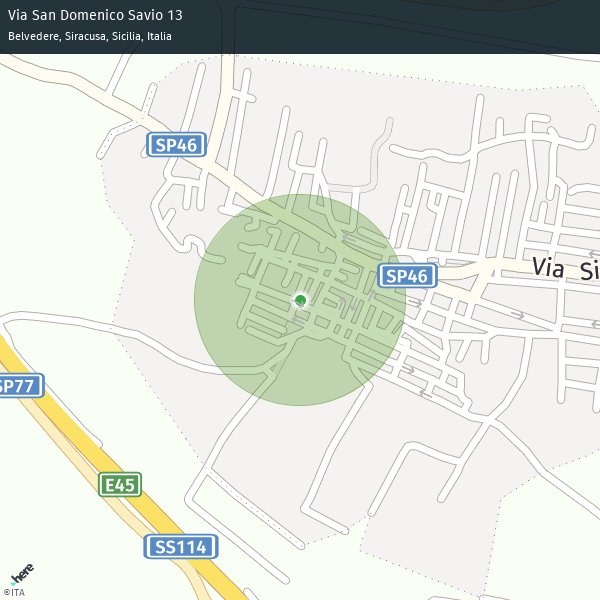 Via San Domenico Savio 13
Belvedere, Siracusa, Sicilia, Italia
SP46
SP46
Via Si
SP77
E45
SS114
here
©ITA